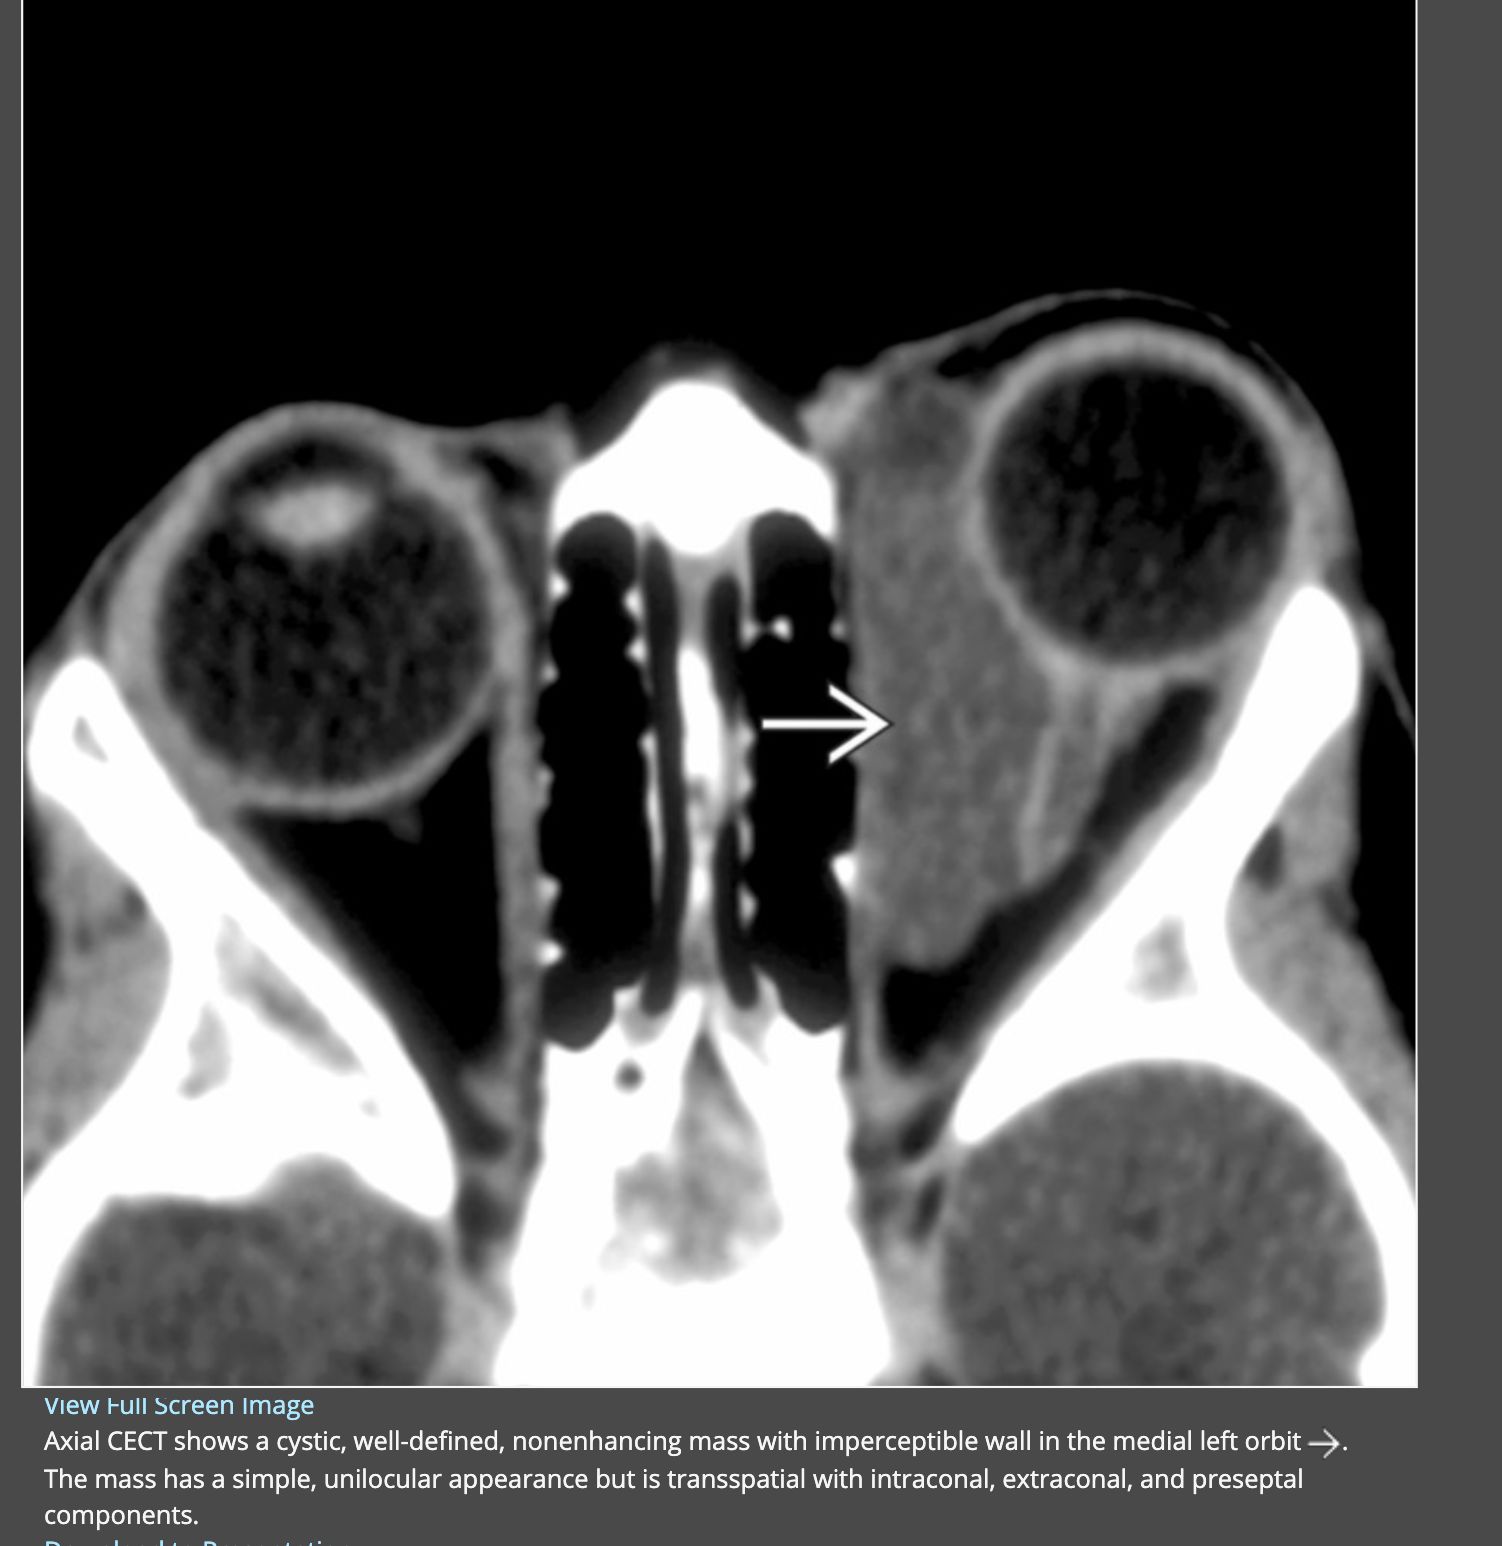 View Full Screen Image
Axial CECT shows a cystic, well-defined, nonenhancing mass with imperceptible wall in the medial left orbit →.
The mass has a simple, unilocular appearance but is transspatial with intraconal, extraconal, and preseptal
components.